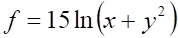 f = 15 ln(x + y²)